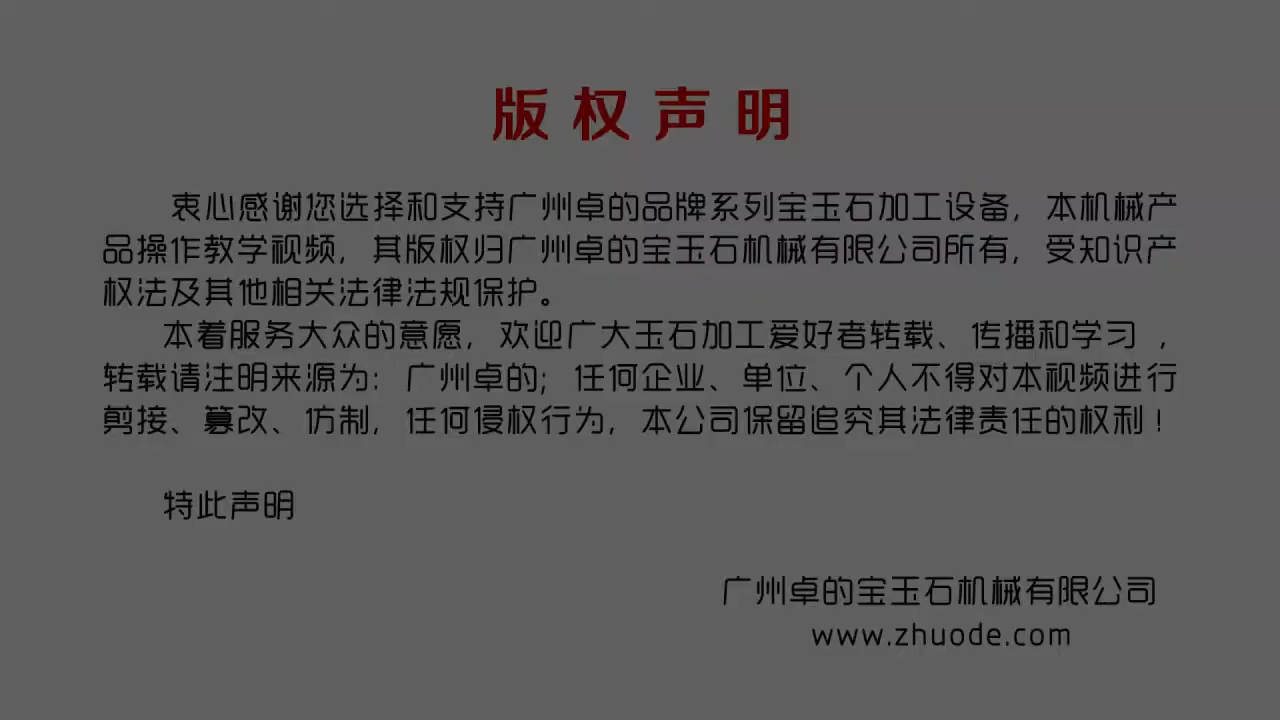 版权声明
衷心感谢您选择和支持广州卓的品牌系列宝玉石加工设备，本机械产
品操作教学视频，其版权归广州卓的宝玉石机械有限公司所有，受知识产
权法及其他相关法律法规保护。
本着服务大众的意愿，欢迎广大玉石加工爱好者转载、传播和学习 ，
转载请注明来源为：广州卓的；任何企业、单位、个人不得对本视频进行
剪接、篡改、仿制，任何侵权行为，本公司保留追究其法律责任的权利！
特此声明
广州卓的宝玉石机械有限公司
www.zhuode.com